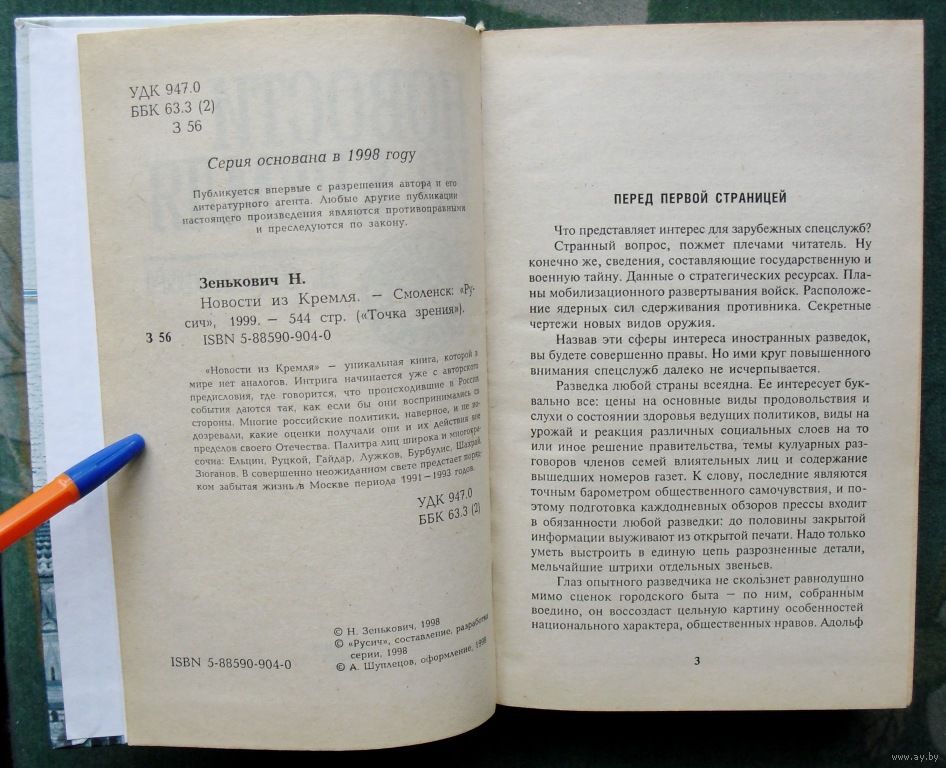 УДК 947.0
ББК 63.3 (2)
З 56
Серия основана в 1998 году
Публикуется впервые с разрешения автора и его
литературного агента. Любые другие публикации
настоящего произведения являются противоправными
и преследуются по закону.
Зенькович Н.
Новости из Кремля. — Смоленск: «Ру-
сич», 1999. — 544 стр. («Точка зрения»).
З 56
ISBN 5-88590-904-0
«Новости из Кремля» — уникальная книга, которой в
мире нет аналогов. Интрига начинается уже с авторского
предисловия, где говорится, что происходившие в России
события даются так, как если бы они воспринимались со
стороны. Многие российские политики, наверное, и не по-
дозревали, какие оценки получали они и их действия вне
пределов своего Отечества. Палитра лиц широка и многокра-
сочна: Ельцин, Руцкой, Гайдар, Лужков, Бурбулис, Шахрай,
Зюганов. В совершенно неожиданном свете предстает поряд-
ком забытая жизнь в Москве периода 1991—1993 годов.
УДК 947.0
ББК 63.3 (2)
© Н. Зенькович, 1998
© «Русич», составление, разработка
серии, 1998
© А. Шуплецов, оформление, 1998
ISBN 5-88590-904-0
ПЕРЕД ПЕРВОЙ СТРАНИЦЕЙ
Что представляет интерес для зарубежных спецслужб?
Странный вопрос, пожмет плечами читатель. Ну
конечно же, сведения, составляющие государственную и
военную тайну. Данные о стратегических ресурсах. Пла-
ны мобилизационного развертывания войск. Расположе-
ние ядерных сил сдерживания противника. Секретные
чертежи новых видов оружия.
Назвав эти сферы интереса иностранных разведок,
вы будете совершенно правы. Но ими круг повышенного
внимания спецслужб далеко не исчерпывается.
Разведка любой страны всеядна. Ее интересует бук-
вально все: цены на основные виды продовольствия и
слухи о состоянии здоровья ведущих политиков, виды на
урожай и реакция различных социальных слоев на то
или иное решение правительства, темы кулуарных раз-
говоров членов семей влиятельных лиц и содержание
вышедших номеров газет. К слову, последние являются
точным барометром общественного самочувствия, и по-
этому подготовка каждодневных обзоров прессы входит
в обязанности любой разведки: до половины закрытой
информации выуживают из открытой печати. Надо только
уметь выстроить в единую цепь разрозненные детали,
мельчайшие штрихи отдельных звеньев.
Глаз опытного разведчика не скользнет равнодушно
мимо сценок городского быта — по ним, собранным
воедино, он воссоздаст цельную картину особенностей
национального характера, общественных нравов. Адольф
3
www.ay.by